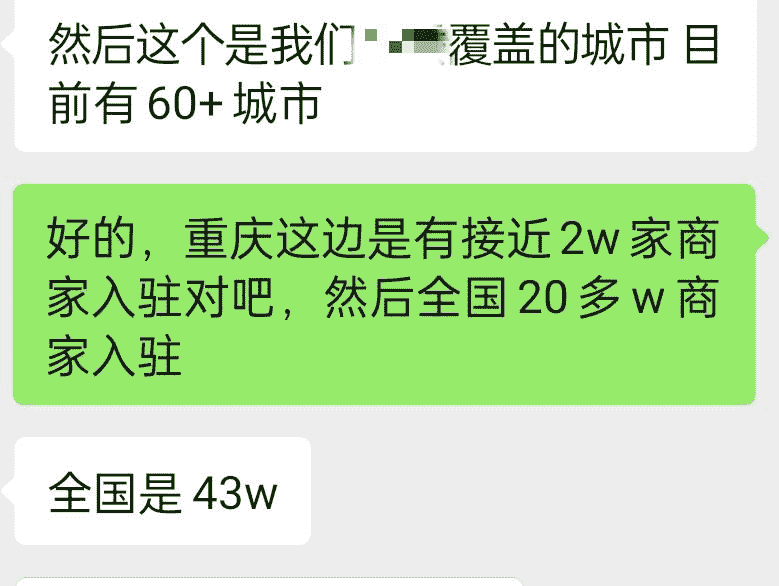 然后这个是我们覆盖的城市 目
前有 60+ 城市
好的，重庆这边是有接近 2w 家商
家入驻对吧，然后全国 20 多 w 商
家入驻
全国是 43w